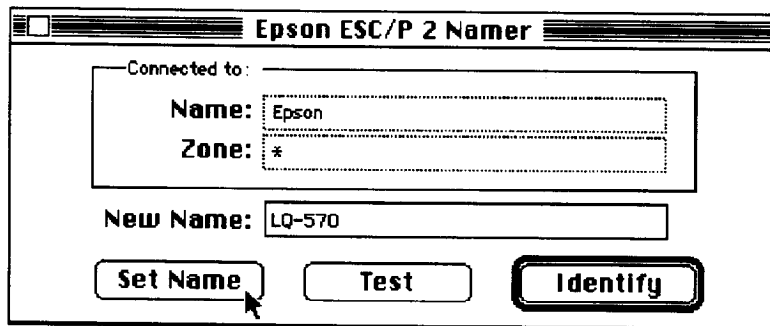 Epson ESC/P 2 Namer
Connected to:
Name: Epson
Zone: *
New Name: LQ-570
Set Name Test Identify